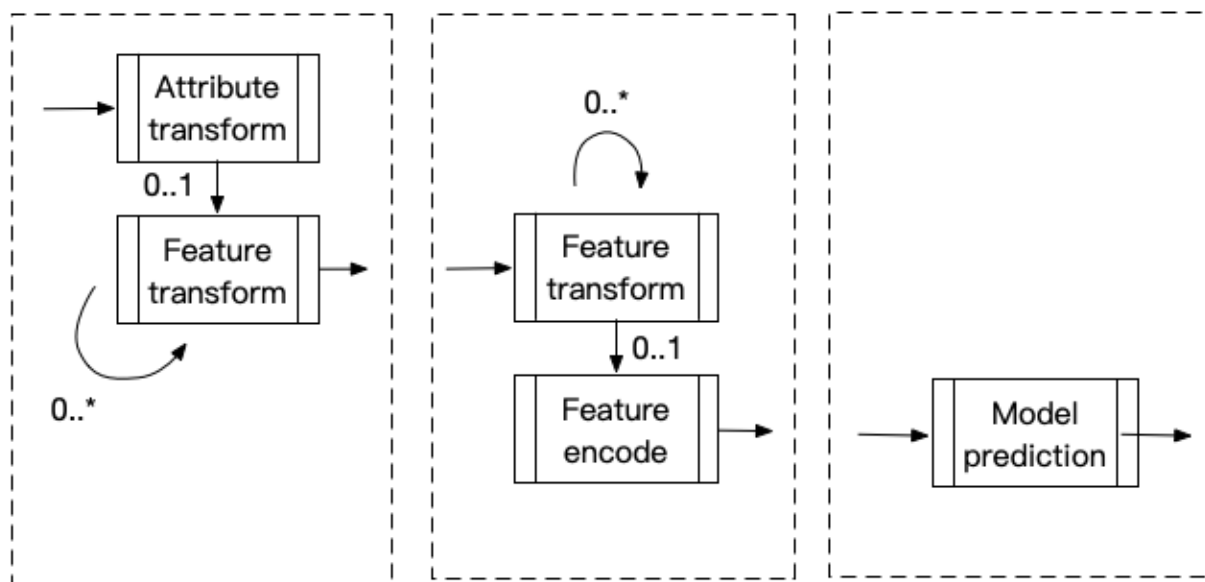 Attribute
transform
0..1
Feature
transform
0..*
0..*
Feature
transform
0..1
Feature
encode
Model
prediction